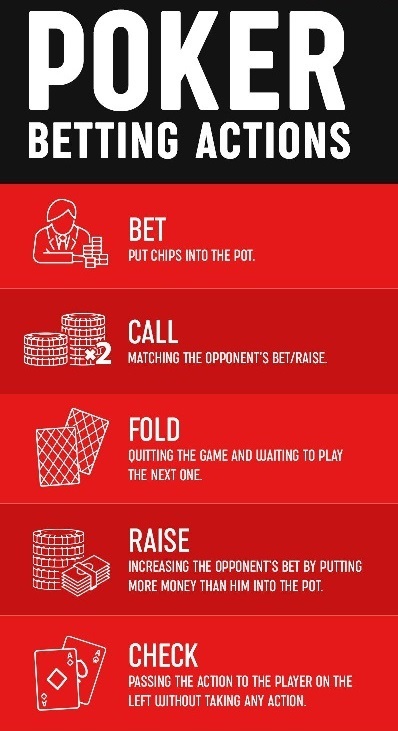 POKER
BETTING ACTIONS
BET
PUT CHIPS INTO THE POT.
×2
CALL
MATCHING THE OPPONENT'S BET/RAISE.
FOLD
QUITTING THE GAME AND WAITING TO PLAY
THE NEXT ONE.
RAISE
INCREASING THE OPPONENT'S BET BY PUTTING
MORE MONEY THAN HIM INTO THE POT.
A
A
A
CHECK
PASSING THE ACTION TO THE PLAYER ON THE
LEFT WITHOUT TAKING ANY ACTION.